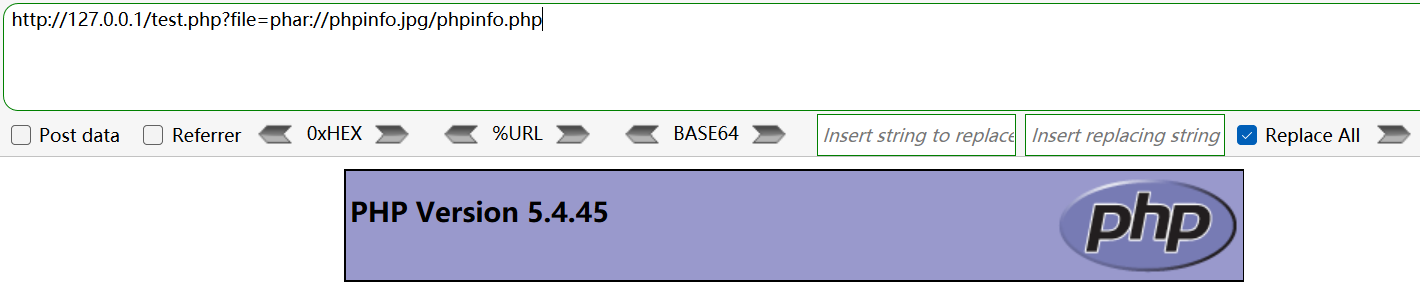 http://127.0.0.1/test.php?file=phar://phpinfo.jpg/phpinfo.php
Post data Referrer 0xHEX %URL BASE64 Insert string to replace Insert replacing string Replace All
PHP Version 5.4.45 php